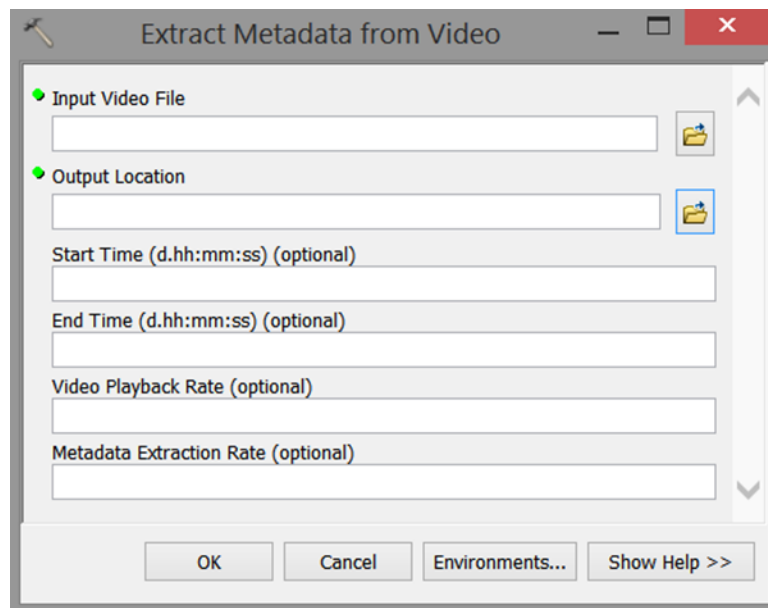 Extract Metadata from Video
Input Video File
Output Location
Start Time (d.hh:mm:ss) (optional)
End Time (d.hh:mm:ss) (optional)
Video Playback Rate (optional)
Metadata Extraction Rate (optional)
OK Cancel Environments... Show Help >>